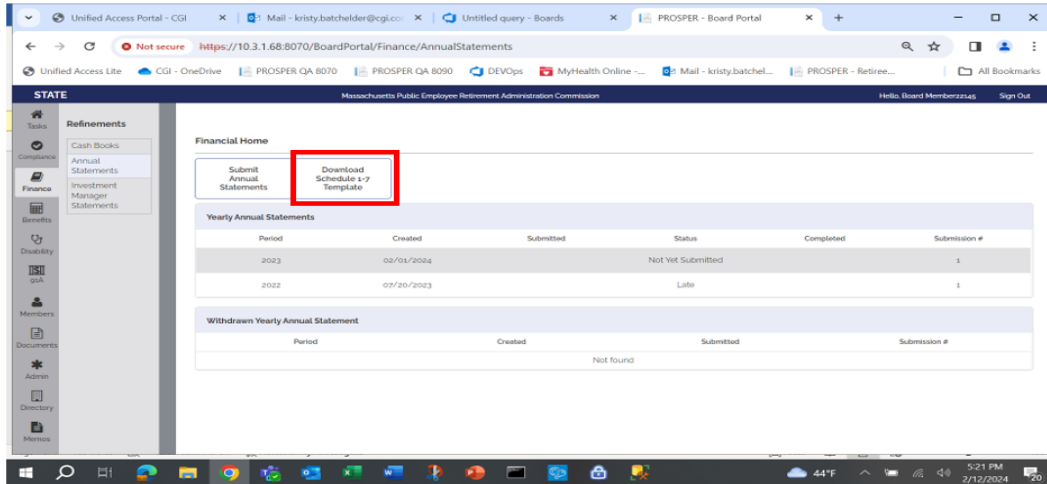 Unified Access Portal - CGI
Mail - kristy.batchelder@cgi.co
Untitled query - Boards
PROSPER - Board Portal
Not secure https://10.3.1.68:8070/BoardPortal/Finance/AnnualStatements
Unified Access Lite CGI - OneDrive PROSPER QA 8070 PROSPER QA 8090 DEVOps MyHealth Online -... Mail - kristy.batchel... PROSPER - Retiree... All Bookmarks
STATE Massachusetts Public Employee Retirement Administration Commission Hello, Board Member22145 Sign Out
Tasks
Compliance
Finance
Benefits
Disability
91A
Members
Documents
Admin
Directory
Memos
Refinements
Cash Books
Annual
Statements
Investment
Manager
Statements
Financial Home
Submit
Annual
Statements
Download
Schedule 1-7
Template
Yearly Annual Statements
Period Created Submitted Status Completed Submission #
2023 02/01/2024 Not Yet Submitted 1
2022 07/20/2023 Late 1
Withdrawn Yearly Annual Statement
Period Created Submitted Submission #
Not found
44°F
5:21 PM
2/12/2024
20